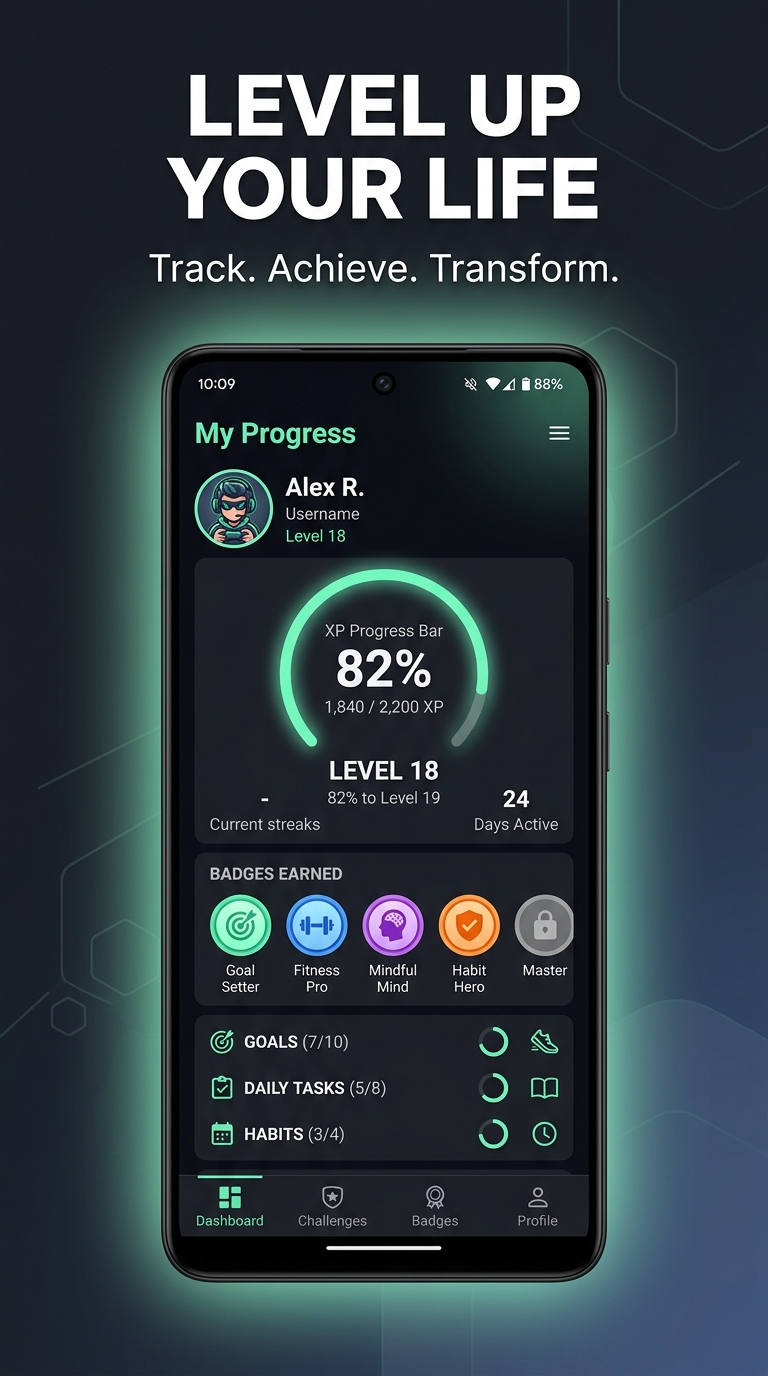 LEVEL UP
YOUR LIFE
Track. Achieve. Transform.
10:09
88%
My Progress
Alex R.
Username
Level 18
XP Progress Bar
82%
1,840 / 2,200 XP
LEVEL 18
82% to Level 19
-
Current streaks
24
Days Active
BADGES EARNED
Goal
Setter
Fitness
Pro
Mindful
Mind
Habit
Hero
Master
GOALS (7/10)
DAILY TASKS (5/8)
HABITS (3/4)
Dashboard
Challenges
Badges
Profile